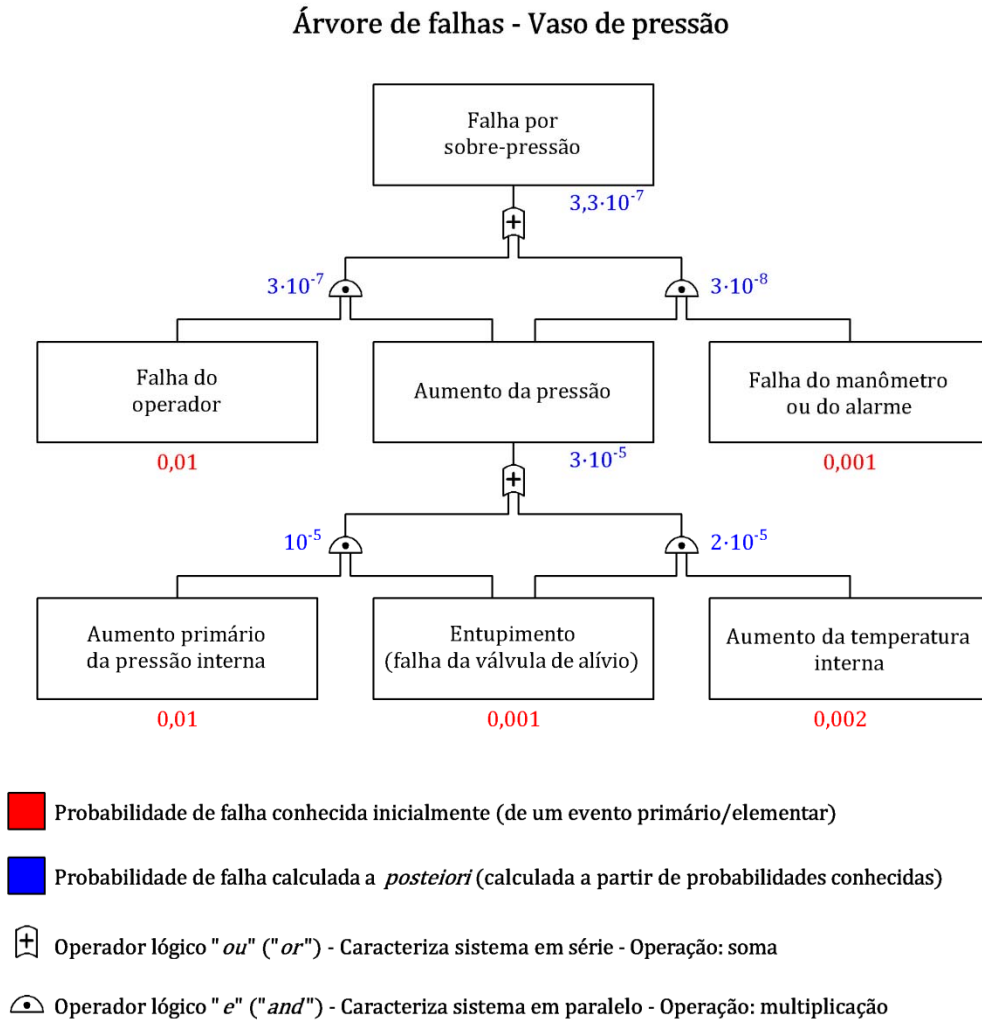 Árvore de falhas - Vaso de pressão
Falha por
sobre-pressão
3,3·10⁻⁷
+
3·10⁻⁷
3·10⁻⁸
Falha do
operador
Aumento da pressão
Falha do manômetro
ou do alarme
0,01
3·10⁻⁵
0,001
+
10⁻⁵
2·10⁻⁵
Aumento primário
da pressão interna
Entupimento
(falha da válvula de alívio)
Aumento da temperatura
interna
0,01
0,001
0,002
Probabilidade de falha conhecida inicialmente (de um evento primário/elementar)
Probabilidade de falha calculada a posteiori (calculada a partir de probabilidades conhecidas)
+ Operador lógico "ou" ("or") - Caracteriza sistema em série - Operação: soma
Operador lógico "e" ("and") - Caracteriza sistema em paralelo - Operação: multiplicação